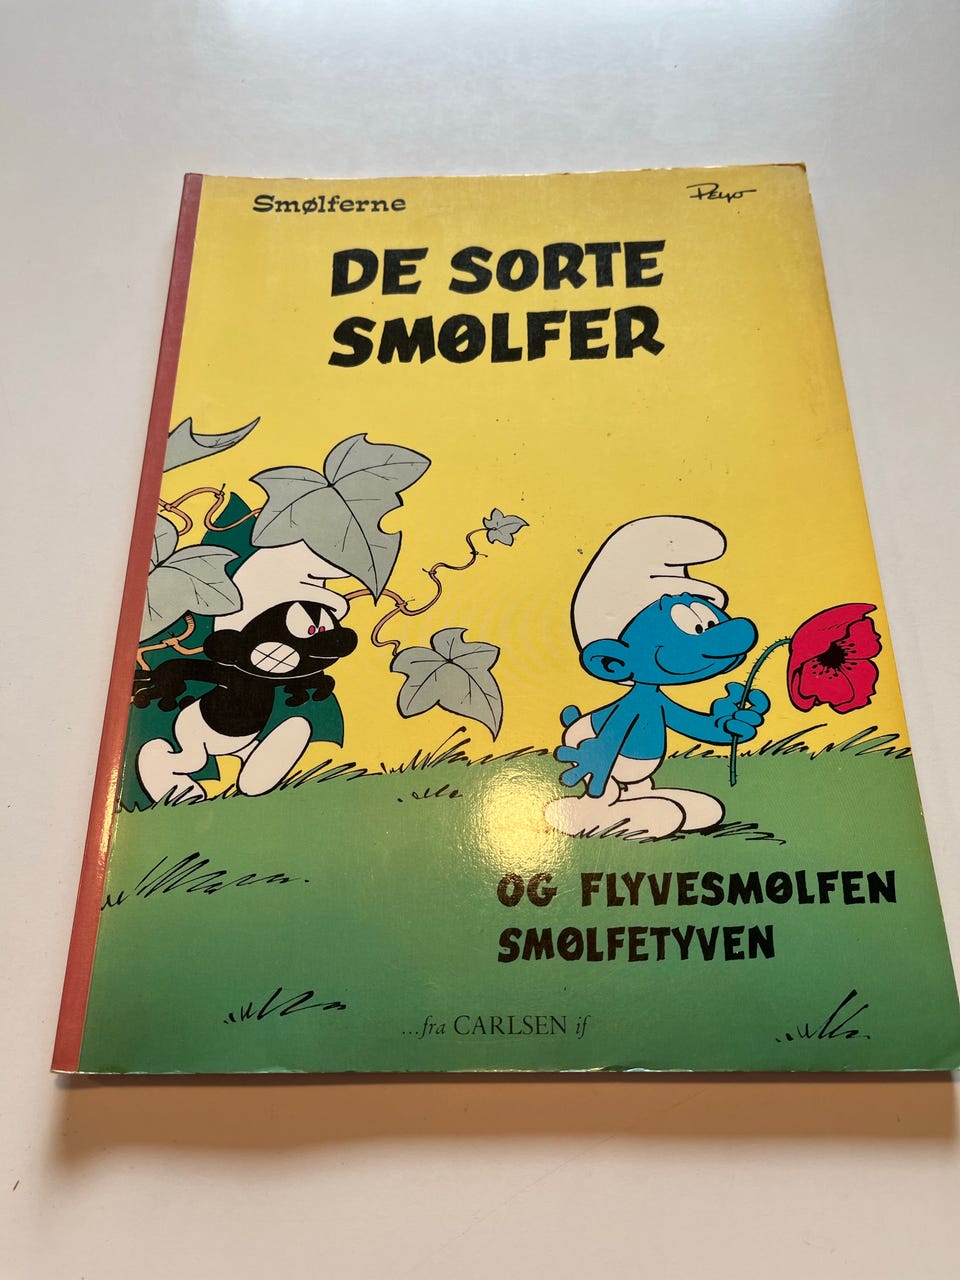 Smølferne
Peyo
DE SORTE
SMØLFER
OG FLYVESMØLFEN
SMØLFETYVEN
...fra CARLSEN if